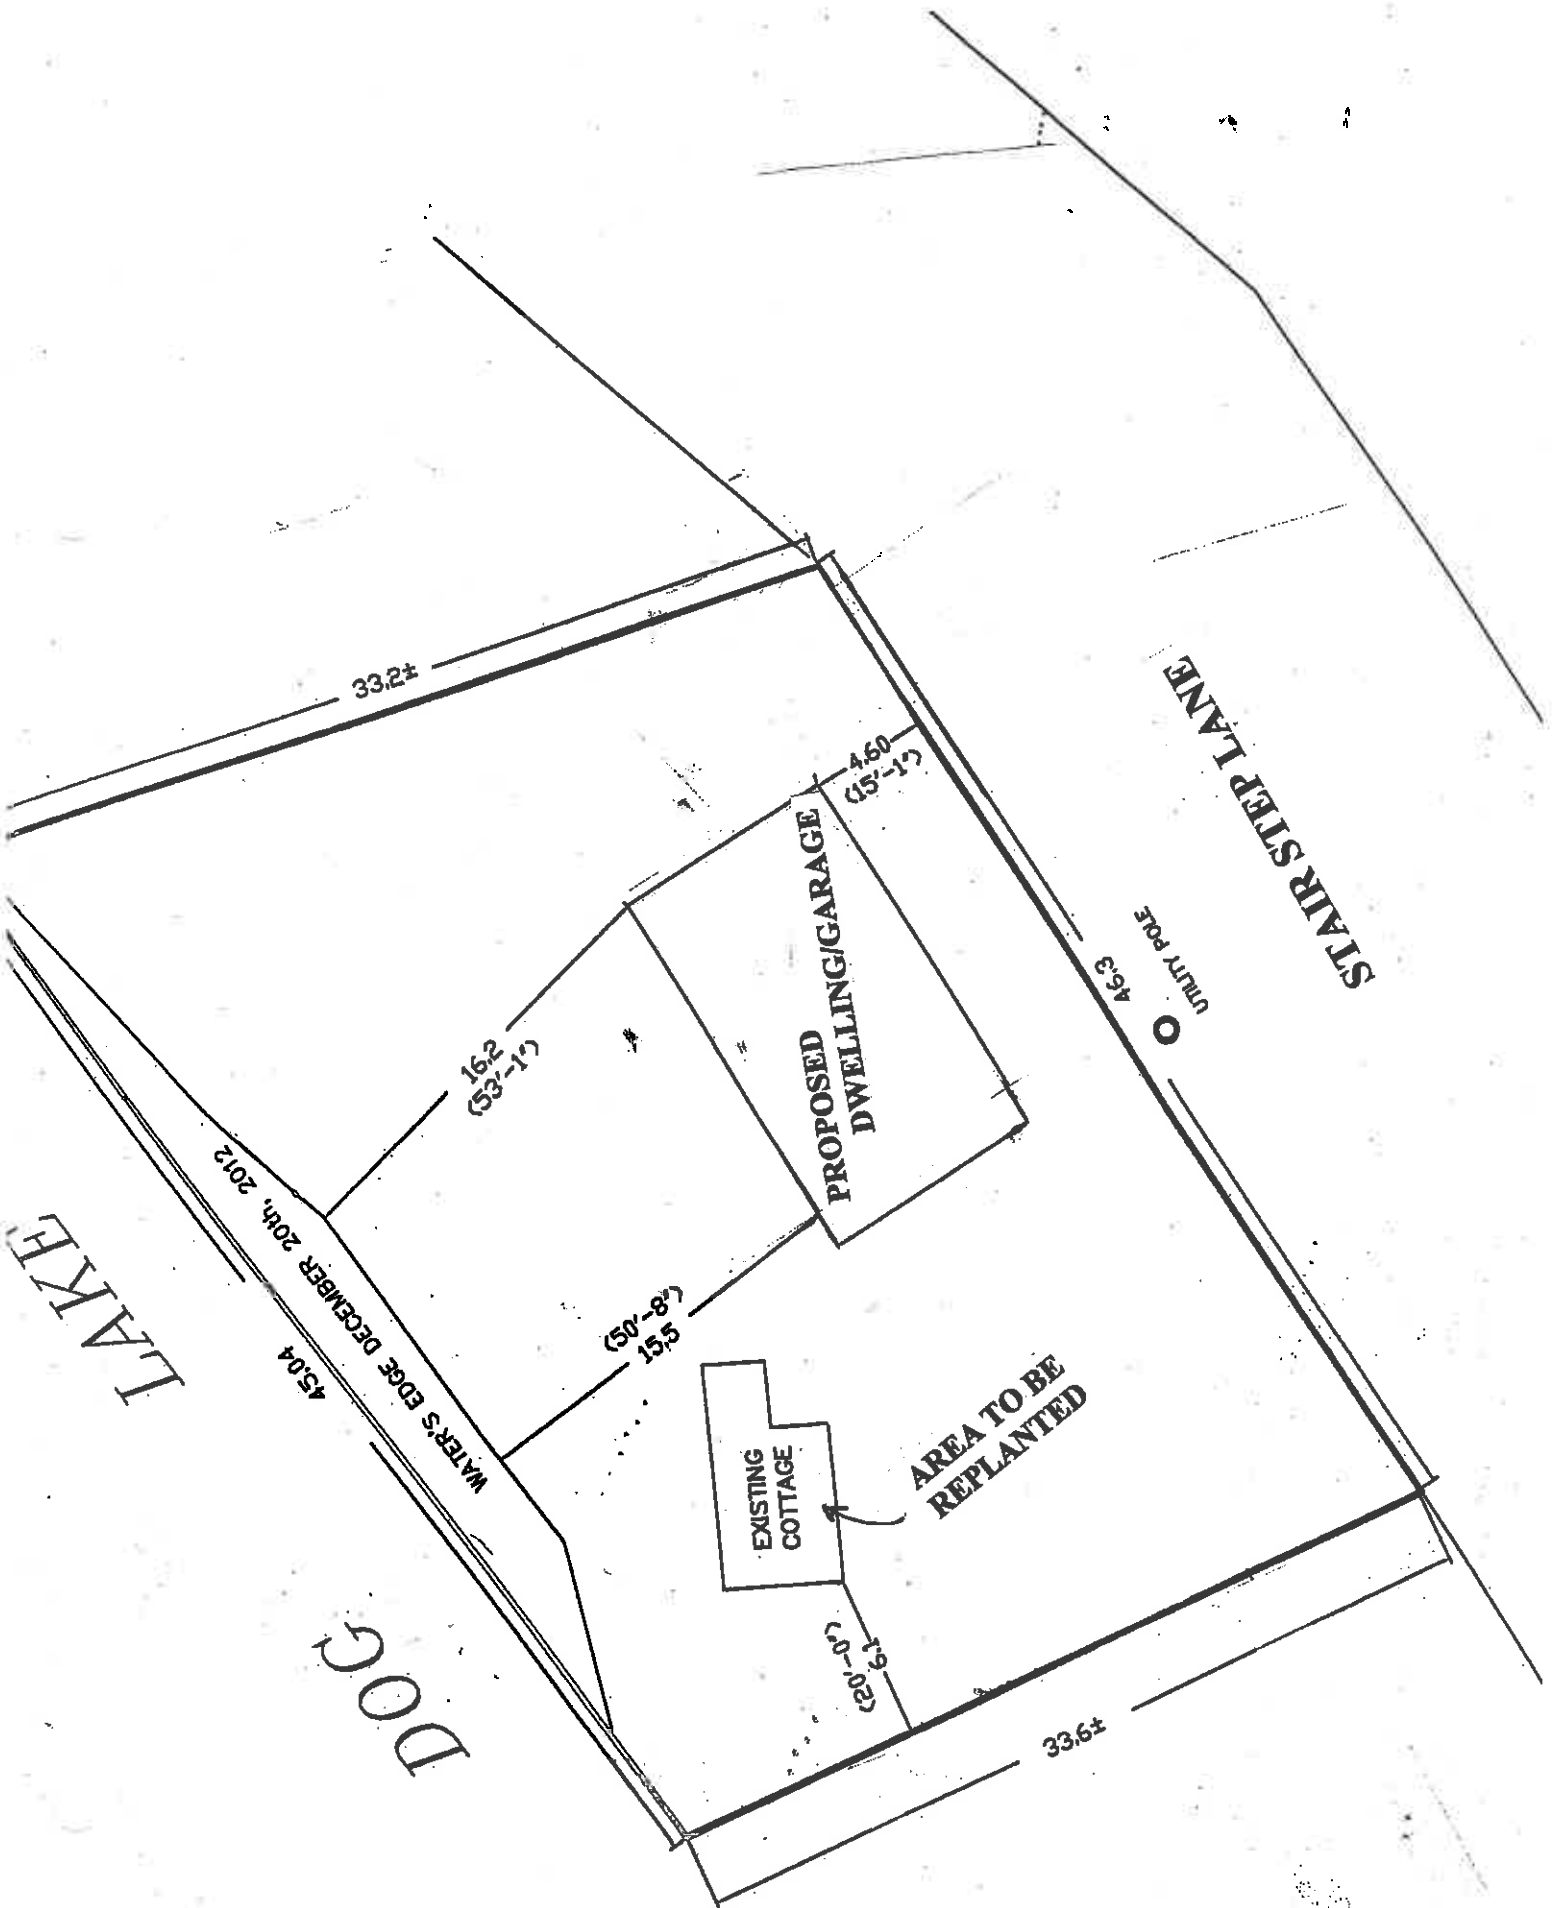 33.2±
4.60
(15'-1")
STAIR STEP LANE
PROPOSED
DWELLING/GARAGE
46.3
UTILITY POLE
16.2
(53'-1")
WATER'S EDGE DECEMBER 20th, 2012
45.04
(50'-8")
15.5
EXISTING
COTTAGE
AREA TO BE
REPLANTED
(20'-0")
6.1
33.6±
DOG LAKE